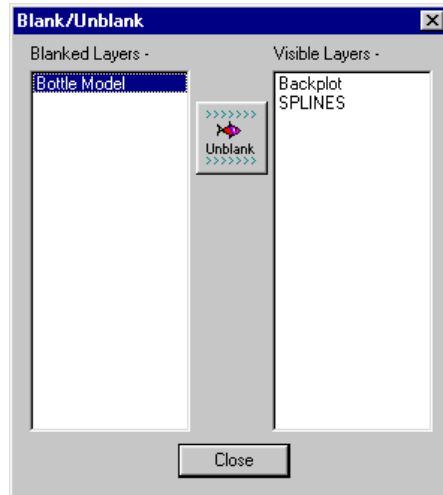 Blank/Unblank
Blanked Layers -
Visible Layers -
Bottle Model
Backplot
SPLINES
>>>>>>>
Unblank
>>>>>>>
Close